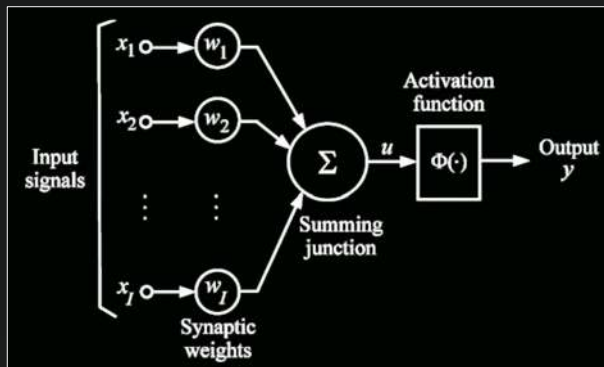 x1
w1
x2
w2
Input
signals
Σ
u
Activation
function
Φ(·)
Output
y
Summing
junction
xI
wI
Synaptic
weights